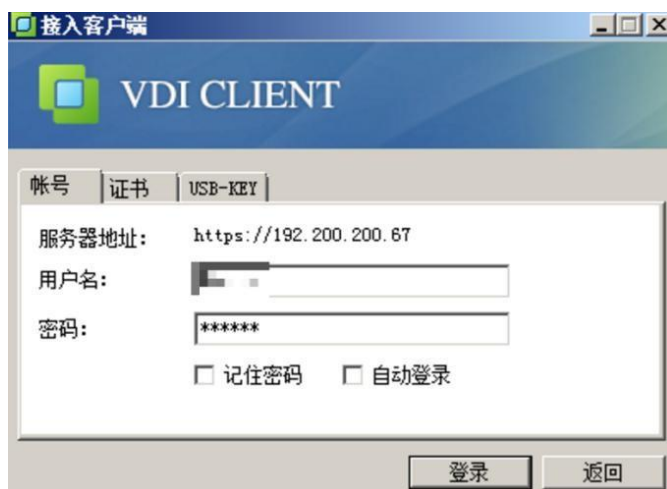 接入客户端
VDI CLIENT
帐号 证书 USB-KEY
服务器地址: https://192.200.200.67
用户名:
密码: ******
记住密码 自动登录
登录 返回